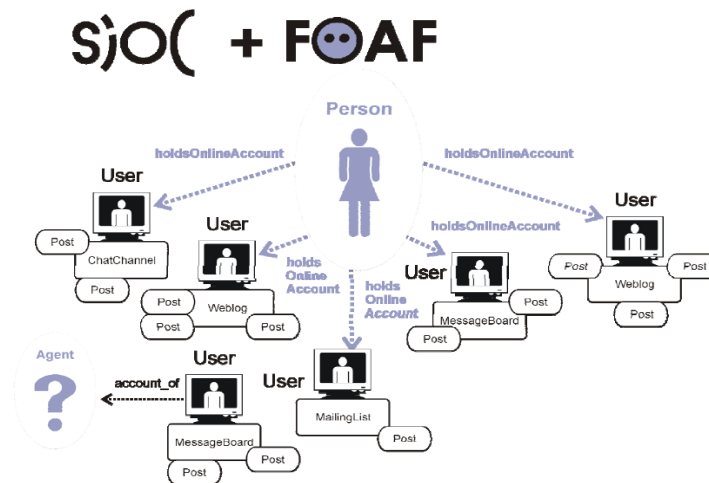 SIOC + FOAF
Person
holdsOnlineAccount
holdsOnlineAccount
User
User
Post
ChatChannel
Post
User
holdsOnlineAccount
Post
Weblog
Post
Post
holds
Online
Account
holds
Online
Account
User
Post
MessageBoard
Post
Post
Weblog
Post
Post
Agent
account_of
User
MessageBoard
Post
Post
User
MailingList
Post